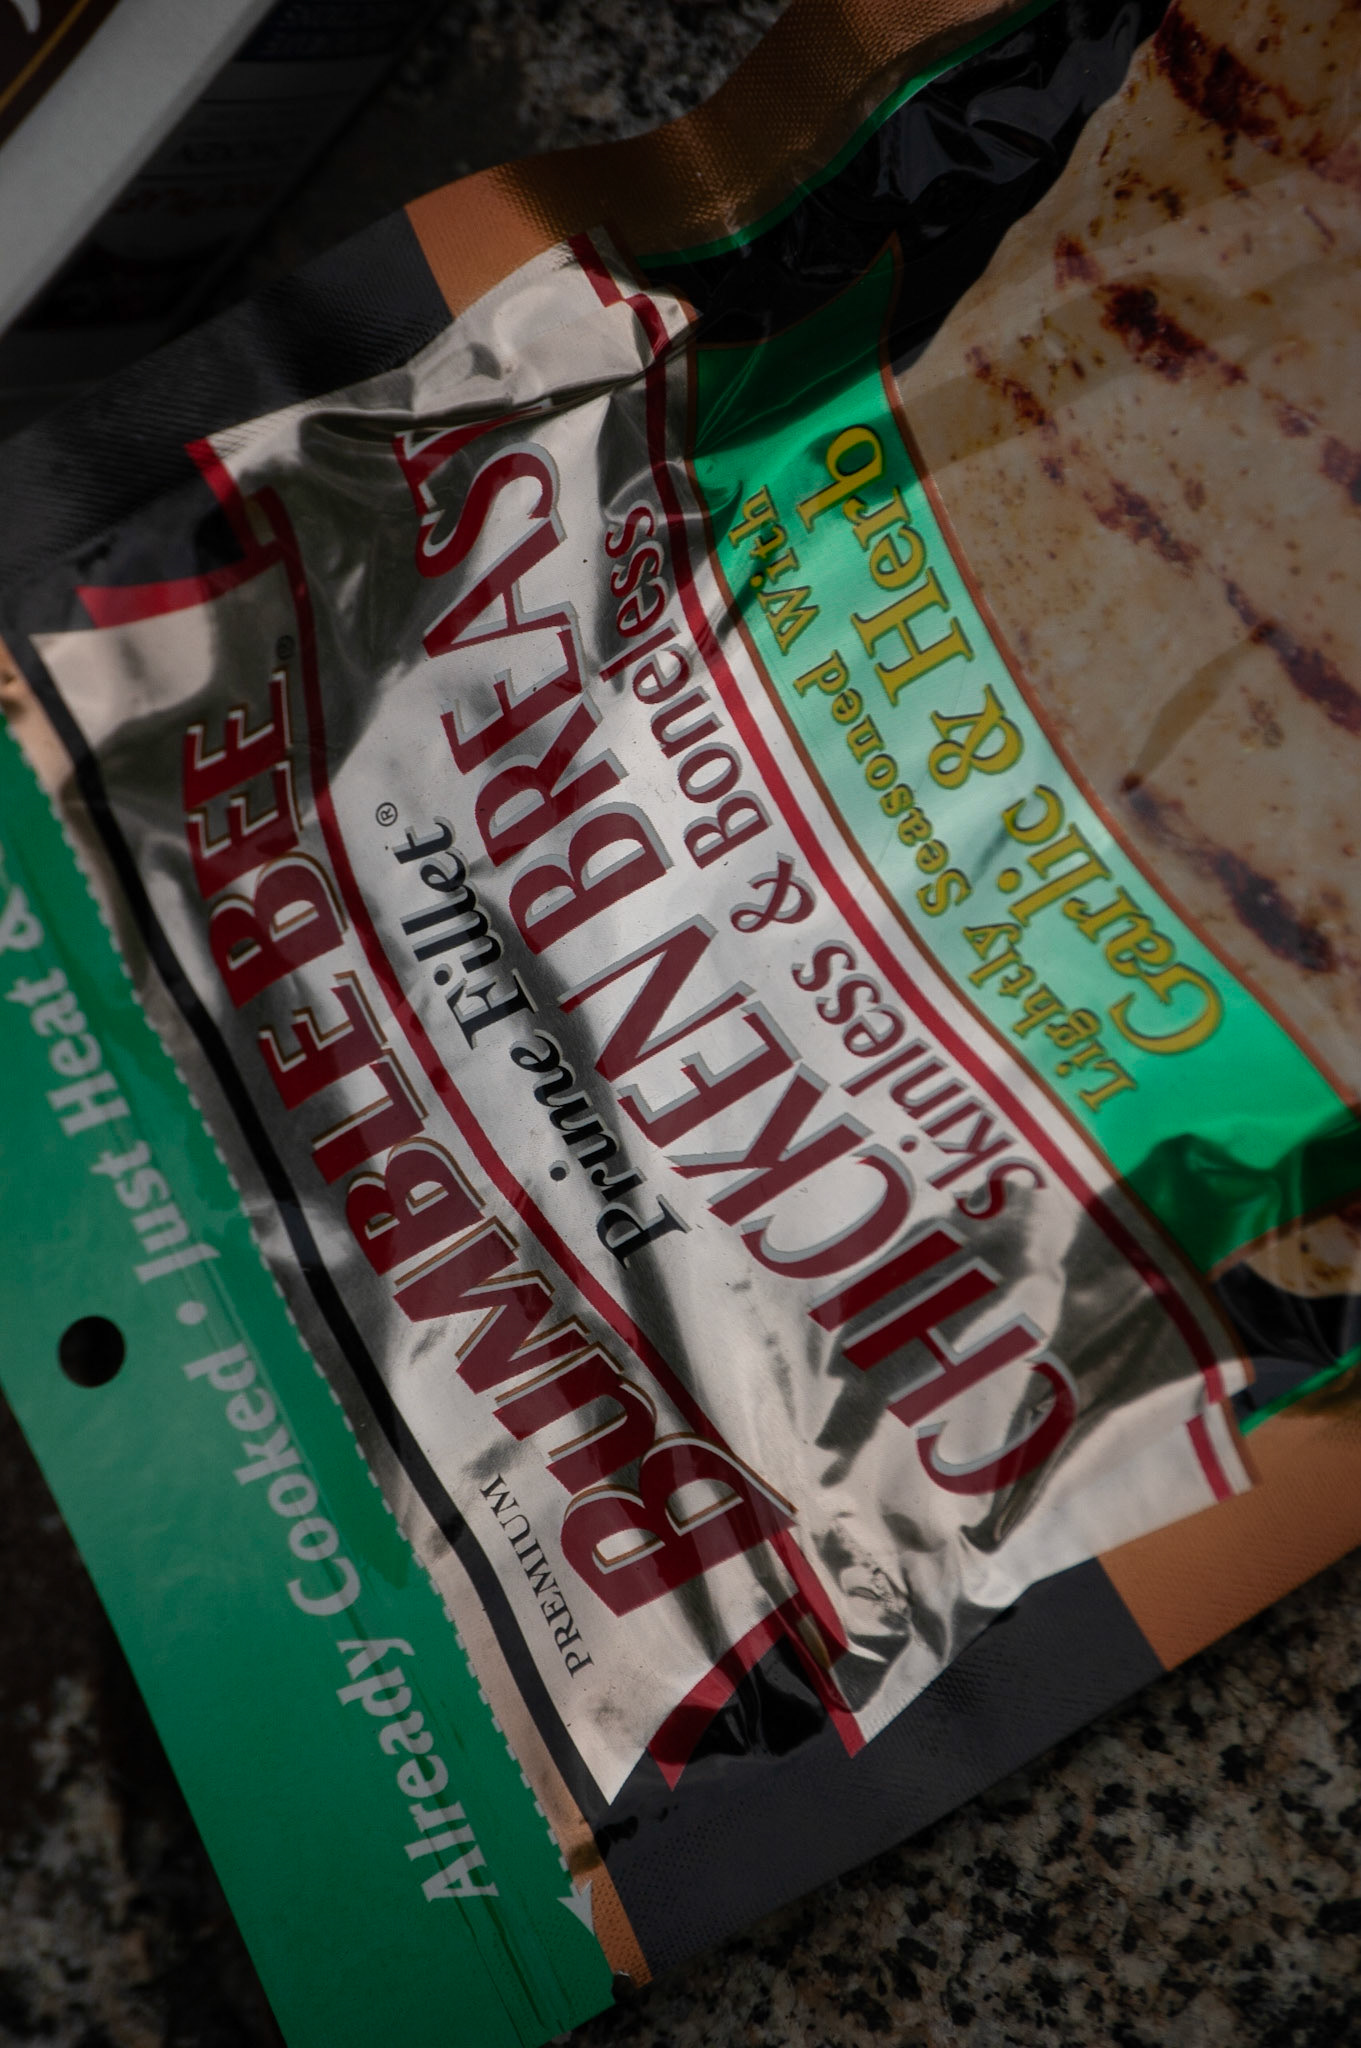 Already Cooked • Just Heat &
PREMIUM
BUMBLE BEE®
Prime Fillet®
CHICKEN BREAST
Skinless & Boneless
Lightly Seasoned with
Garlic & Herb